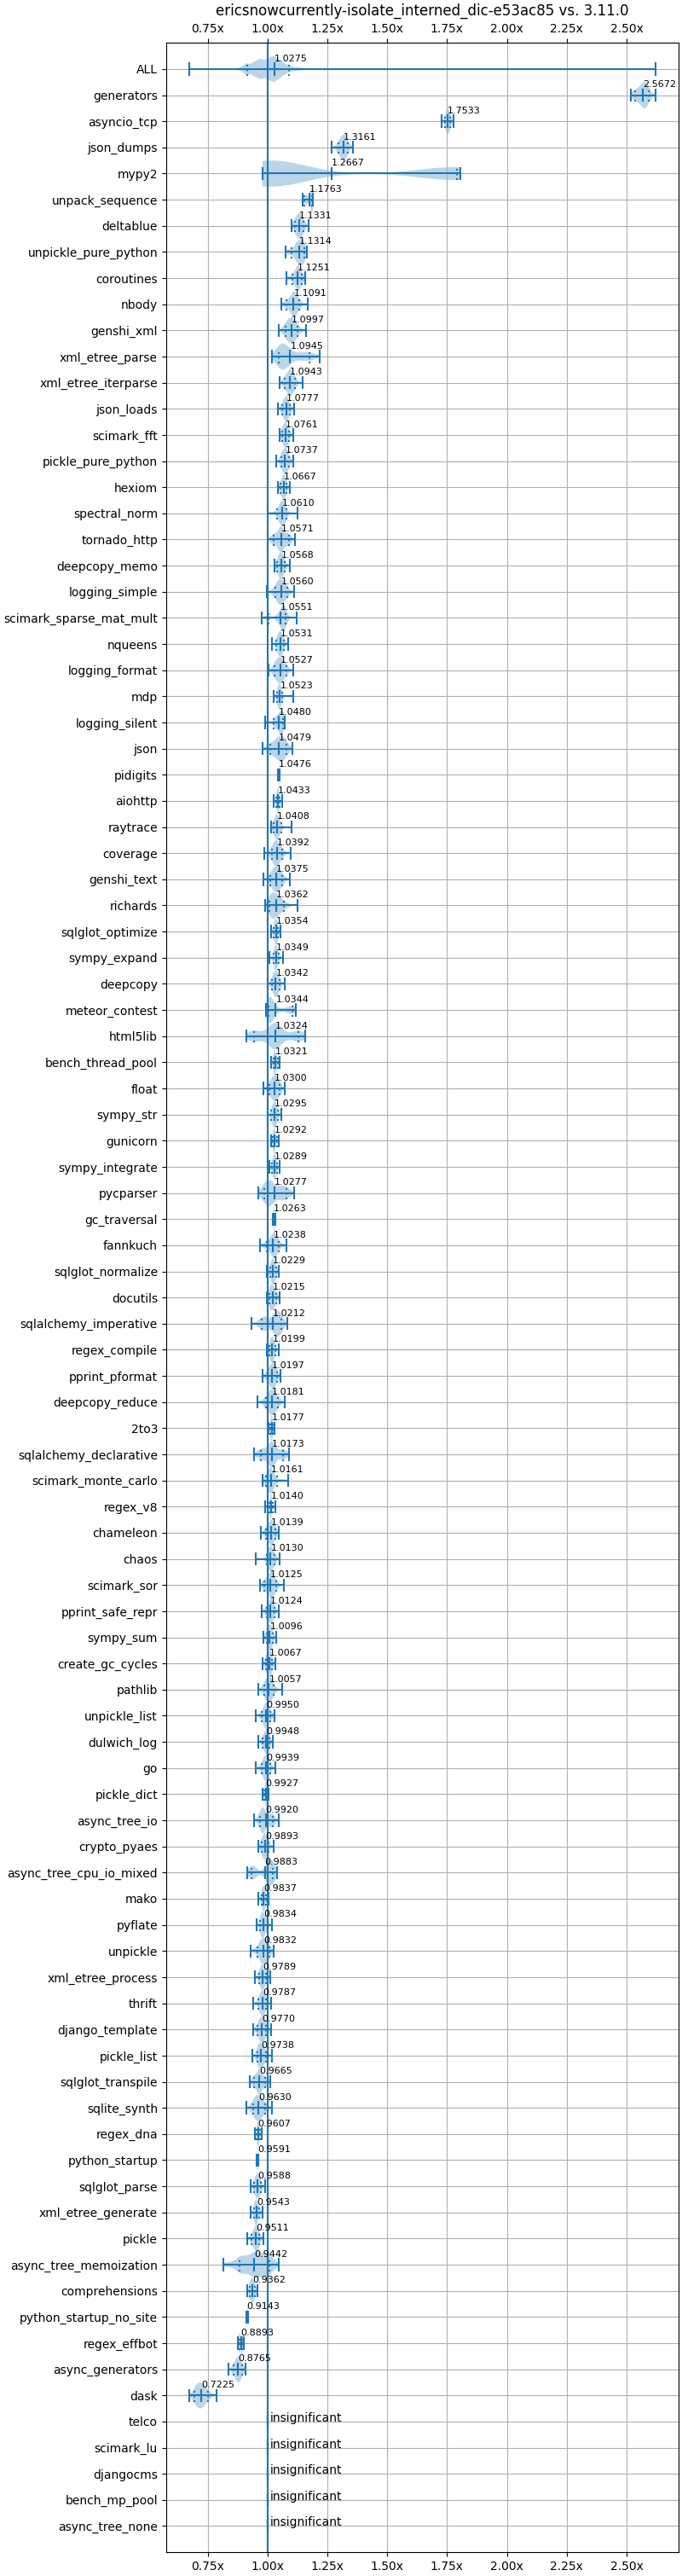 ericsnowcurrently-isolate_interned_dic-e53ac85 vs. 3.11.0
0.75x 1.00x 1.25x 1.50x 1.75x 2.00x 2.25x 2.50x
ALL 1.0275
generators 2.5672
asyncio_tcp 1.7533
json_dumps 1.3161
mypy2 1.2667
unpack_sequence 1.1763
deltablue 1.1331
unpickle_pure_python 1.1314
coroutines 1.1251
nbody 1.1091
genshi_xml 1.0997
xml_etree_parse 1.0945
xml_etree_iterparse 1.0943
json_loads 1.0777
scimark_fft 1.0761
pickle_pure_python 1.0737
hexiom 1.0667
spectral_norm 1.0610
tornado_http 1.0571
deepcopy_memo 1.0568
logging_simple 1.0560
scimark_sparse_mat_mult 1.0551
nqueens 1.0531
logging_format 1.0527
mdp 1.0523
logging_silent 1.0480
json 1.0479
pidigits 1.0476
aiohttp 1.0433
raytrace 1.0408
coverage 1.0392
genshi_text 1.0375
richards 1.0362
sqlglot_optimize 1.0354
sympy_expand 1.0349
deepcopy 1.0342
meteor_contest 1.0344
html5lib 1.0324
bench_thread_pool 1.0321
float 1.0300
sympy_str 1.0295
gunicorn 1.0292
sympy_integrate 1.0289
pycparser 1.0277
gc_traversal 1.0263
fannkuch 1.0238
sqlglot_normalize 1.0229
docutils 1.0215
sqlalchemy_imperative 1.0212
regex_compile 1.0199
pprint_pformat 1.0197
deepcopy_reduce 1.0181
2to3 1.0177
sqlalchemy_declarative 1.0173
scimark_monte_carlo 1.0161
regex_v8 1.0140
chameleon 1.0139
chaos 1.0130
scimark_sor 1.0125
pprint_safe_repr 1.0124
sympy_sum 1.0096
create_gc_cycles 1.0067
pathlib 1.0057
unpickle_list 0.9950
dulwich_log 0.9948
go 0.9939
pickle_dict 0.9927
async_tree_io 0.9920
crypto_pyaes 0.9893
async_tree_cpu_io_mixed 0.9883
mako 0.9837
pyflate 0.9834
unpickle 0.9832
xml_etree_process 0.9789
thrift 0.9787
django_template 0.9770
pickle_list 0.9738
sqlglot_transpile 0.9665
sqlite_synth 0.9630
regex_dna 0.9607
python_startup 0.9591
sqlglot_parse 0.9588
xml_etree_generate 0.9543
pickle 0.9511
async_tree_memoization 0.9442
comprehensions 0.9362
python_startup_no_site 0.9143
regex_effbot 0.8893
async_generators 0.8765
dask 0.7225
telco insignificant
scimark_lu insignificant
djangocms insignificant
bench_mp_pool insignificant
async_tree_none insignificant
0.75x 1.00x 1.25x 1.50x 1.75x 2.00x 2.25x 2.50x